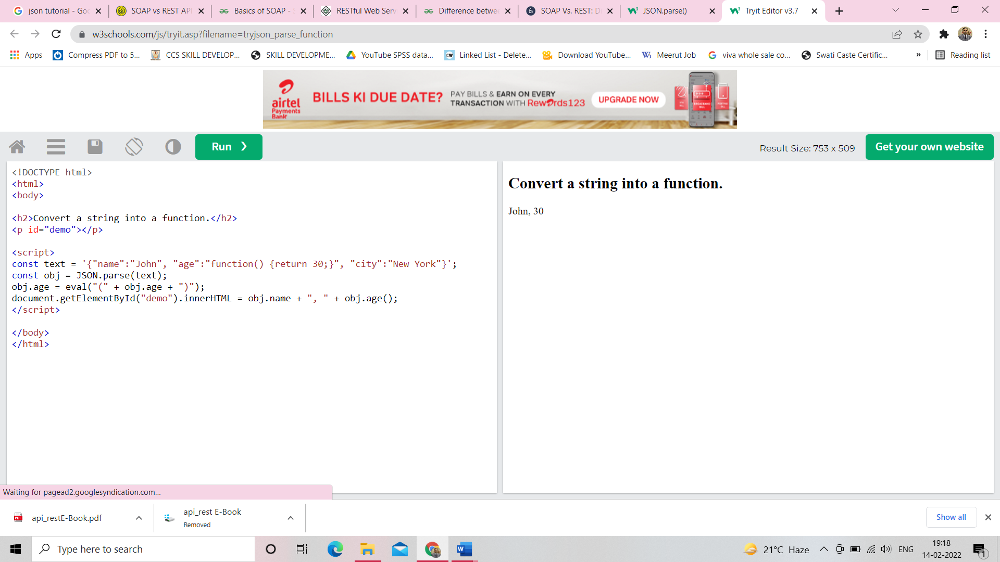 json tutorial - Goo
SOAP vs REST API
Basics of SOAP - S
RESTful Web Serv
Difference betwee
SOAP Vs. REST: D
JSON.parse()
Tryit Editor v3.7
w3schools.com/js/tryit.asp?filename=tryjson_parse_function
Apps
Compress PDF to 5...
CCS SKILL DEVELOP...
SKILL DEVELOPME...
YouTube SPSS data...
Linked List - Delete...
Download YouTube...
Meerut Job
viva whole sale co...
Swati Caste Certific...
»
Reading list
airtel
Payments
Bank
BILLS KI DUE DATE?
PAY BILLS & EARN ON EVERY
TRANSACTION WITH Rewards123
UPGRADE NOW
Run ❯
Result Size: 753 x 509
Get your own website
<!DOCTYPE html>
<html>
<body>
<h2>Convert a string into a function.</h2>
<p id="demo"></p>
<script>
const text = '{"name":"John", "age":"function() {return 30;}", "city":"New York"}';
const obj = JSON.parse(text);
obj.age = eval("(" + obj.age + ")");
document.getElementById("demo").innerHTML = obj.name + ", " + obj.age();
</script>
</body>
</html>
Convert a string into a function.
John, 30
Waiting for pagead2.googlesyndication.com...
PDF
api_restE-Book.pdf
api_rest E-Book
Removed
Show all
Type here to search
21°C Haze
ENG
19:18
14-02-2022
1